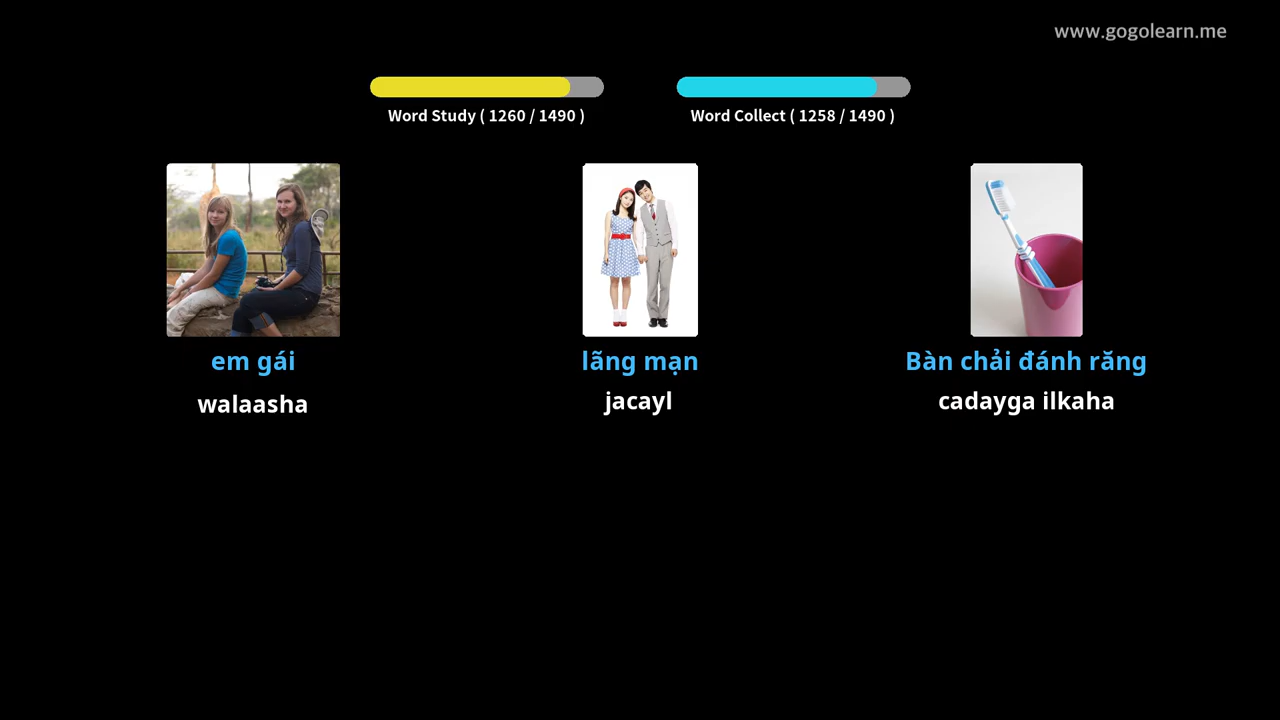 www.gogolearn.me
Word Study ( 1260 / 1490 )
Word Collect ( 1258 / 1490 )
em gái
lãng mạn
Bàn chải đánh răng
walaasha
jacayl
cadayga ilkaha